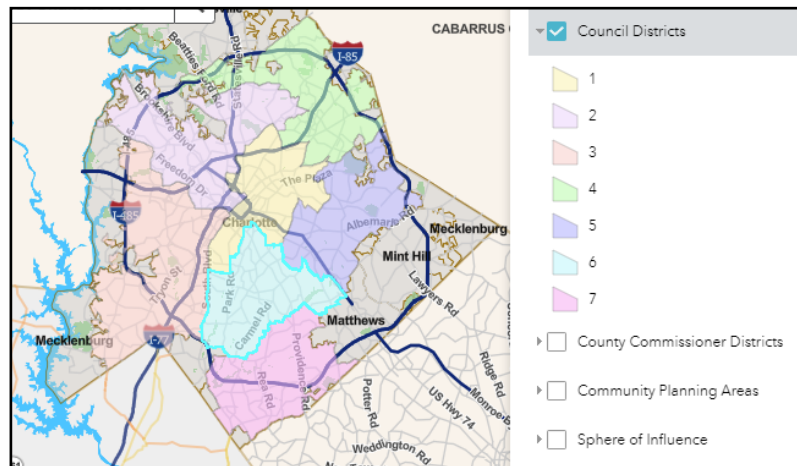 CABARRUS
Beatties Ford Rd
Statesville Rd
I-85
Brookshire Blvd
I-485
Freedom Dr
The Plaza
I-485
Charlotte
Albemarle Rd
Mecklenburg
Mint Hill
Tryon St
South Blvd
Park Rd
Carmel Rd
Lawyers Rd
Matthews
Mecklenburg
I-77
Providence Rd
Rea Rd
Potter Rd
Ridge Rd
US Hwy 74
Weddington Rd
Council Districts
1
2
3
4
5
6
7
County Commissioner Districts
Community Planning Areas
Sphere of Influence